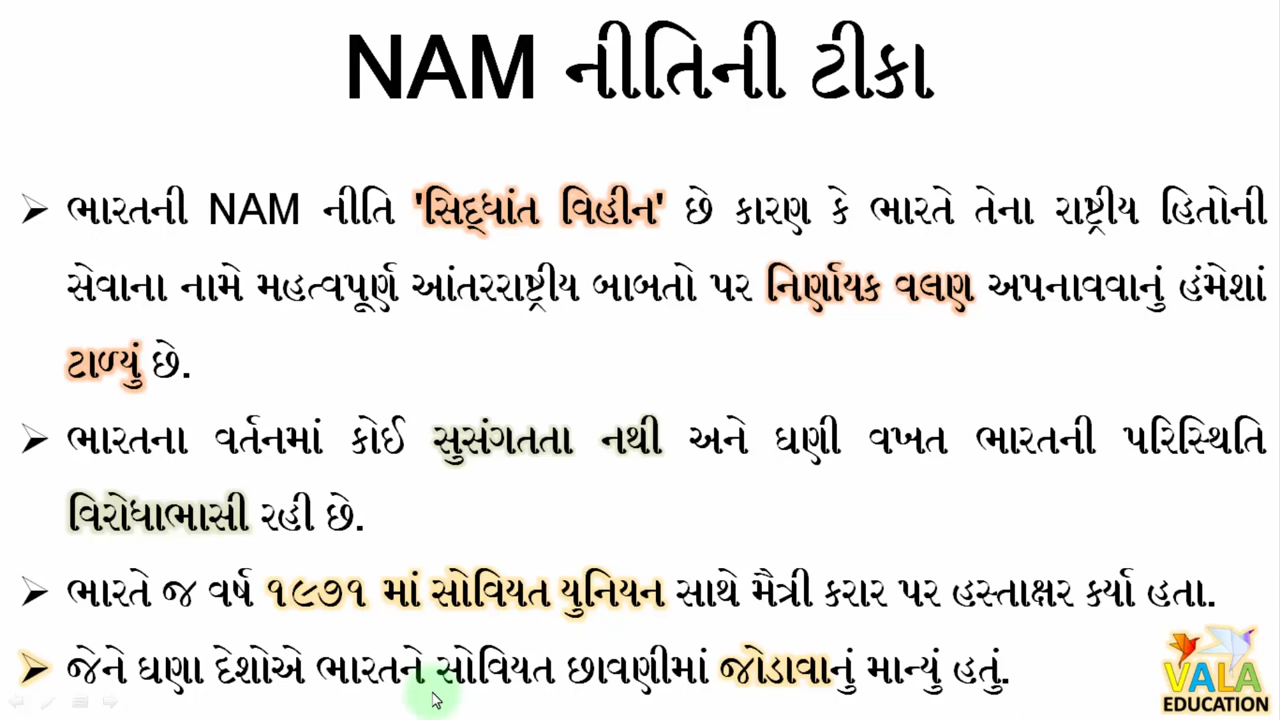 NAM નીતિની ટીકા
ભારતની NAM નીતિ 'સિદ્ધાંત વિહીન' છે કારણ કે ભારતે તેના રાષ્ટ્રીય હિતોની
સેવાના નામે મહત્વપૂર્ણ આંતરરાષ્ટ્રીય બાબતો પર નિર્ણાયક વલણ અપનાવવાનું હંમેશાં
ટાળ્યું છે.
ભારતના વર્તનમાં કોઈ સુસંગતતા નથી અને ઘણી વખત ભારતની પરિસ્થિતિ
વિરોધાભાસી રહી છે.
ભારતે જ વર્ષ ૧૯૭૧ માં સોવિયત યુનિયન સાથે મૈત્રી કરાર પર હસ્તાક્ષર કર્યા હતા.
જેને ઘણા દેશોએ ભારતને સોવિયત છાવણીમાં જોડાવાનું માન્યું હતું.
VALA
EDUCATION